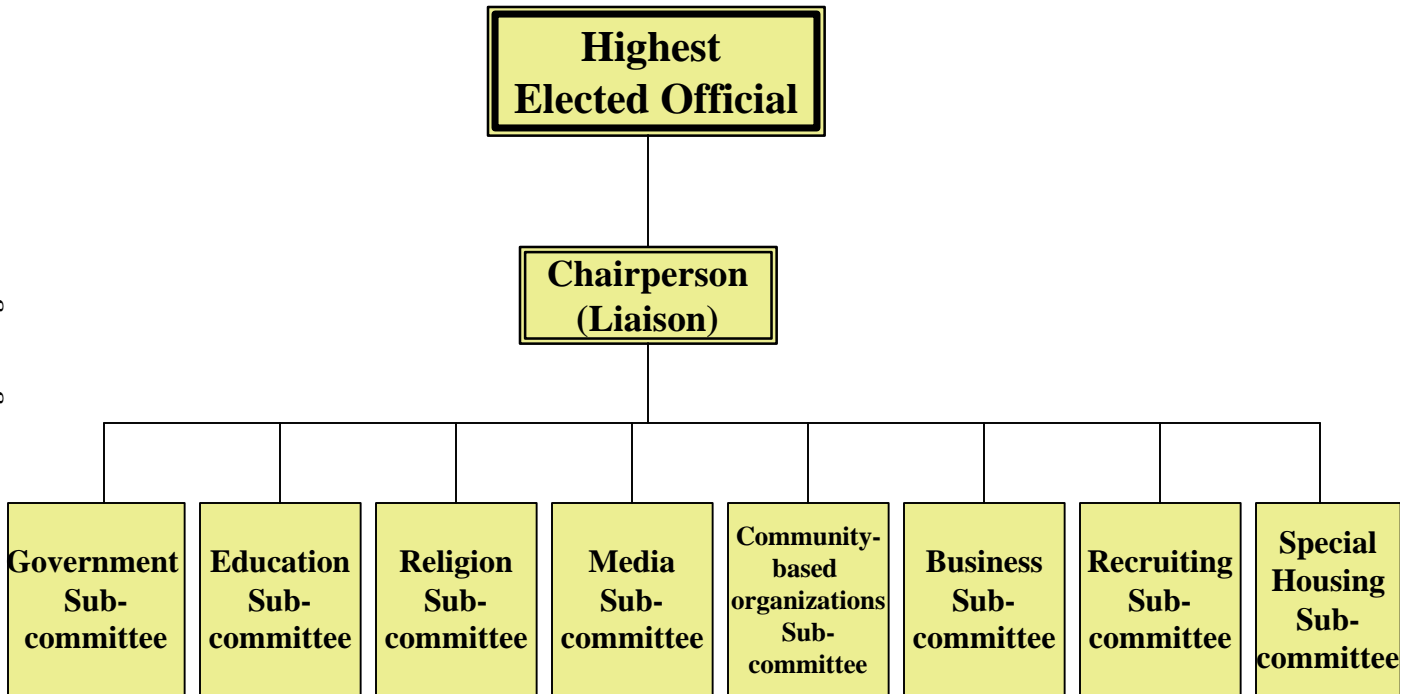 Highest
Elected Official
Chairperson
(Liaison)
Government
Sub-
committee
Education
Sub-
committee
Religion
Sub-
committee
Media
Sub-
committee
Community-
based
organizations
Sub-
committee
Business
Sub-
committee
Recruiting
Sub-
committee
Special
Housing
Sub-
committee